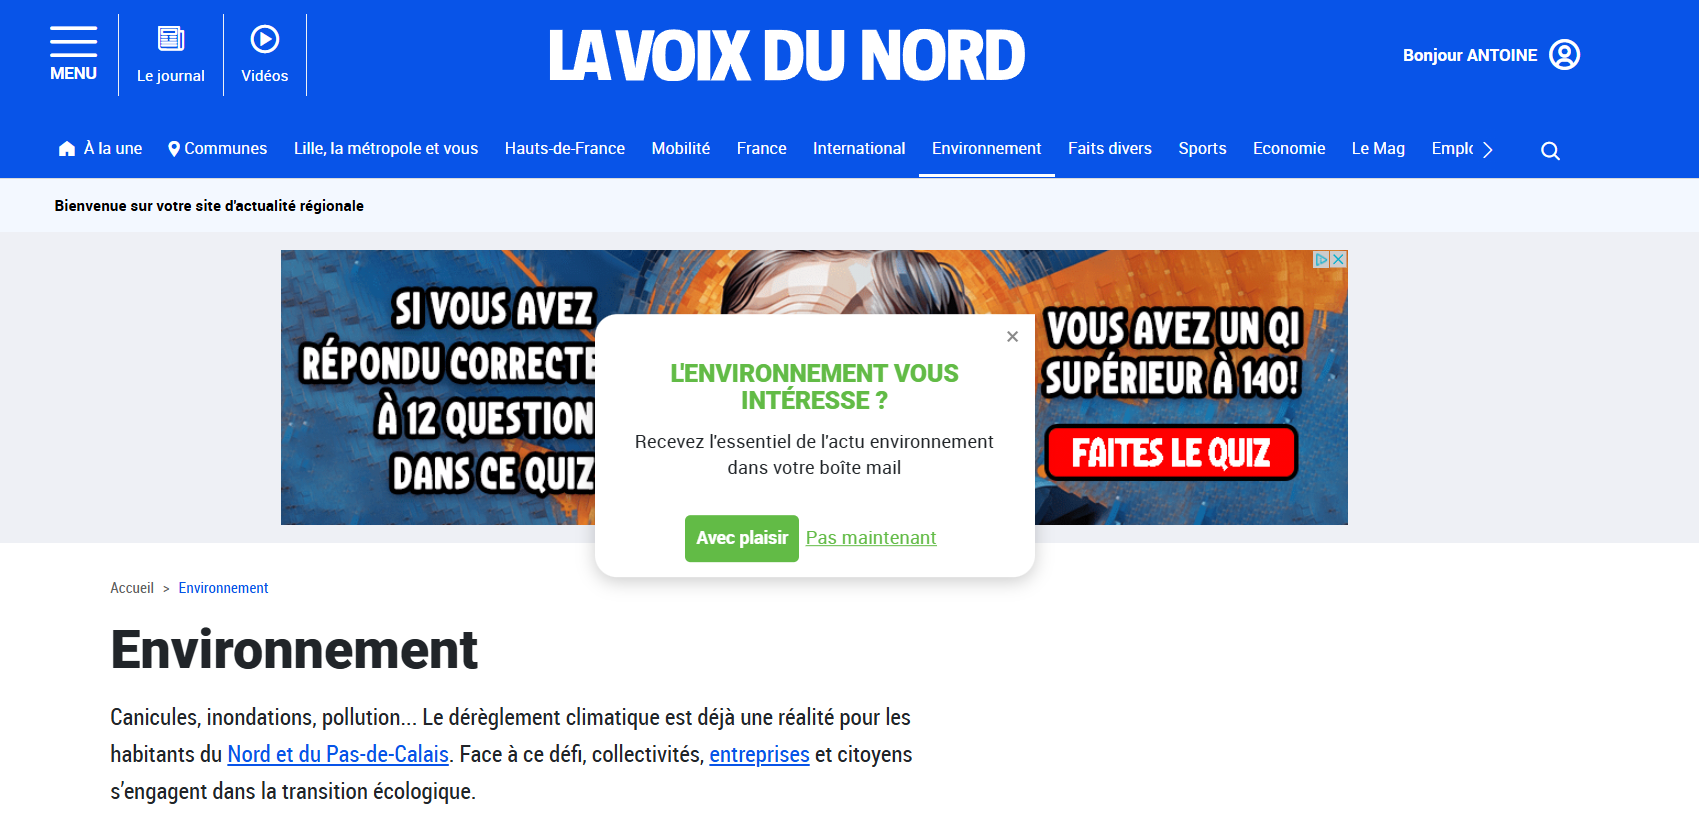 MENU
Le journal
Vidéos
LA VOIX DU NORD
Bonjour ANTOINE
À la une
Communes
Lille, la métropole et vous
Hauts-de-France
Mobilité
France
International
Environnement
Faits divers
Sports
Economie
Le Mag
Bienvenue sur votre site d'actualité régionale
SI VOUS AVEZ
RÉPONDU CORRECTE
À 12 QUESTION
DANS CE QUIZ
VOUS AVEZ UN QI
SUPÉRIEUR À 140!
FAITES LE QUIZ
×
L'ENVIRONNEMENT VOUS
INTÉRESSE ?
Recevez l'essentiel de l'actu environnement
dans votre boîte mail
Avec plaisir Pas maintenant
Accueil > Environnement
Environnement
Canicules, inondations, pollution... Le dérèglement climatique est déjà une réalité pour les
habitants du Nord et du Pas-de-Calais. Face à ce défi, collectivités, entreprises et citoyens
s’engagent dans la transition écologique.